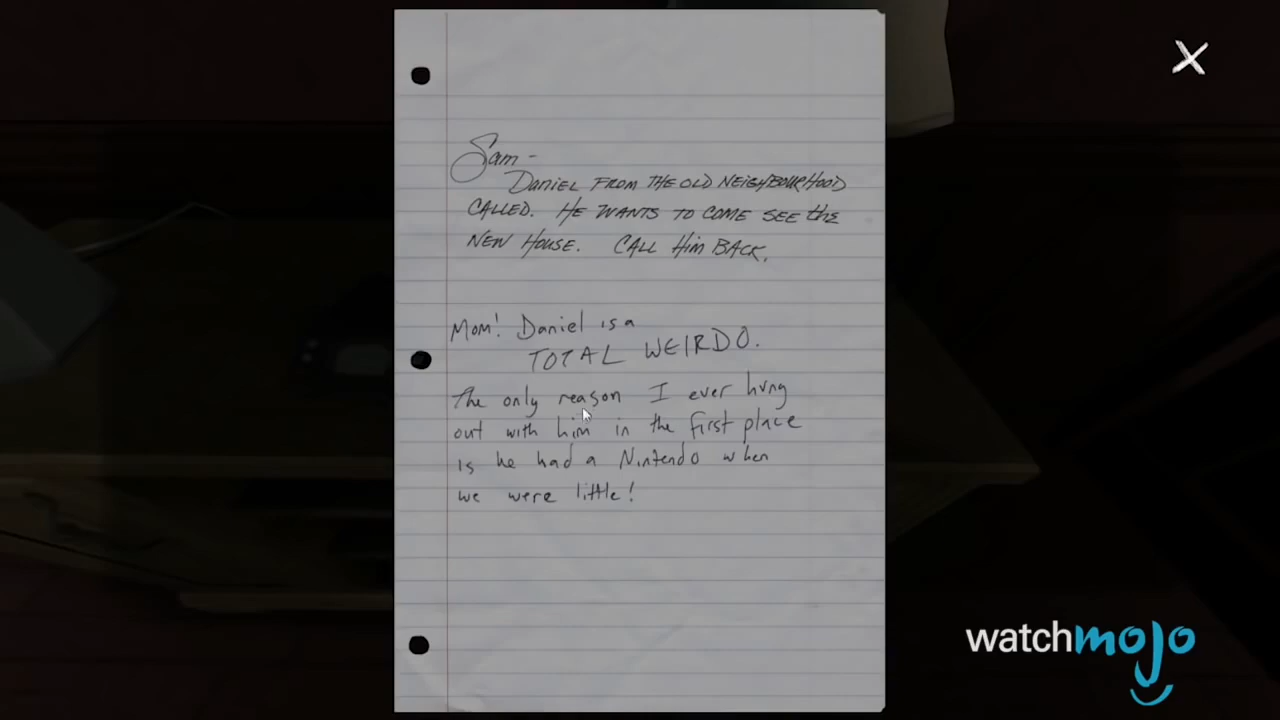 Sam -
DANIEL FROM THE OLD NEIGHBOURHOOD
CALLED. HE WANTS TO COME SEE the
NEW HOUSE. CALL HIM BACK.
Mom! Daniel is a
TOTAL WEIRDO.
The only reason I ever hung
out with him in the first place
is he had a Nintendo when
we were little!
watchmojo